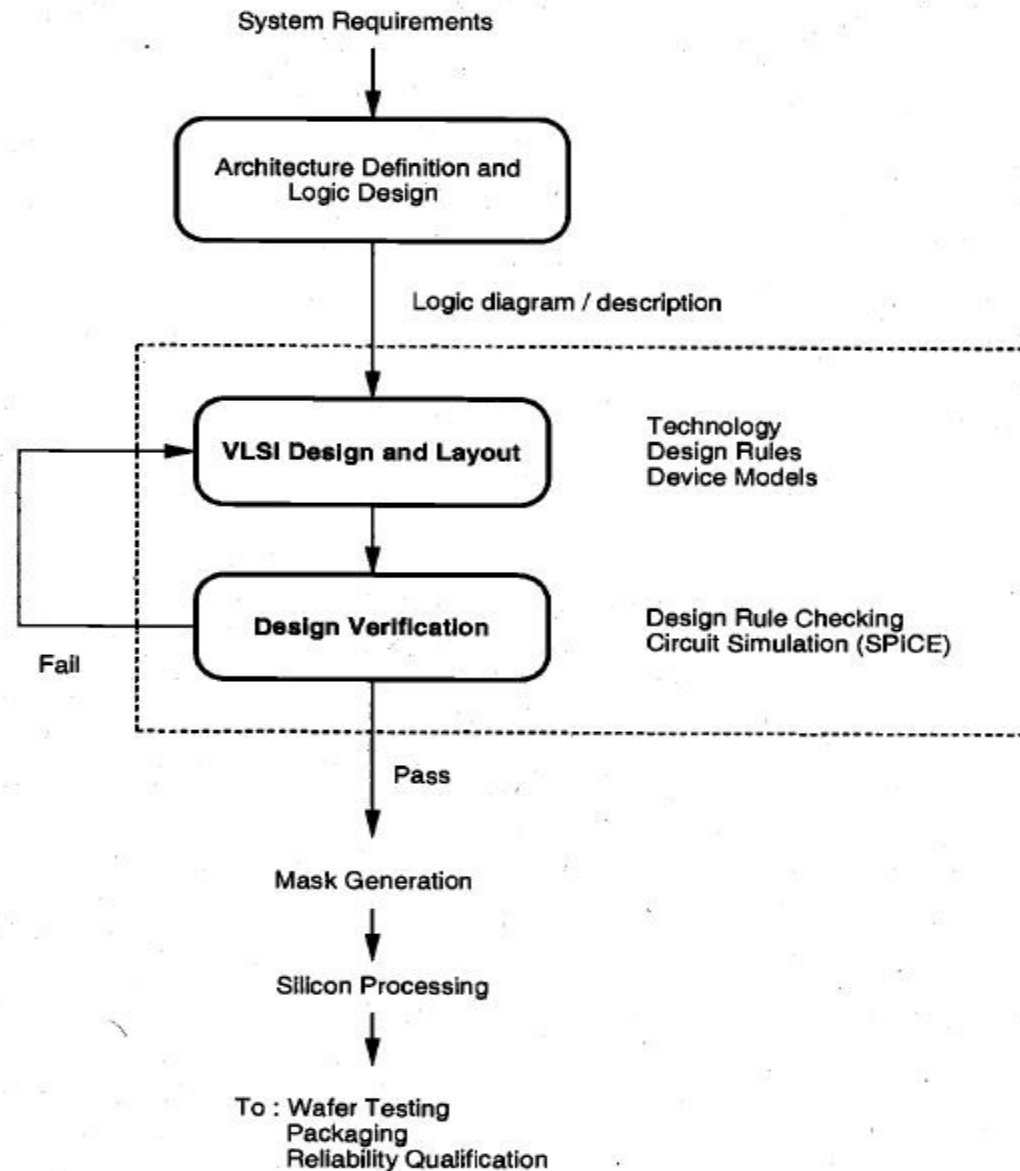 System Requirements
Architecture Definition and
Logic Design
Logic diagram / description
VLSI Design and Layout
Technology
Design Rules
Device Models
Design Verification
Design Rule Checking
Circuit Simulation (SPICE)
Fail
Pass
Mask Generation
Silicon Processing
To : Wafer Testing
Packaging
Reliability Qualification